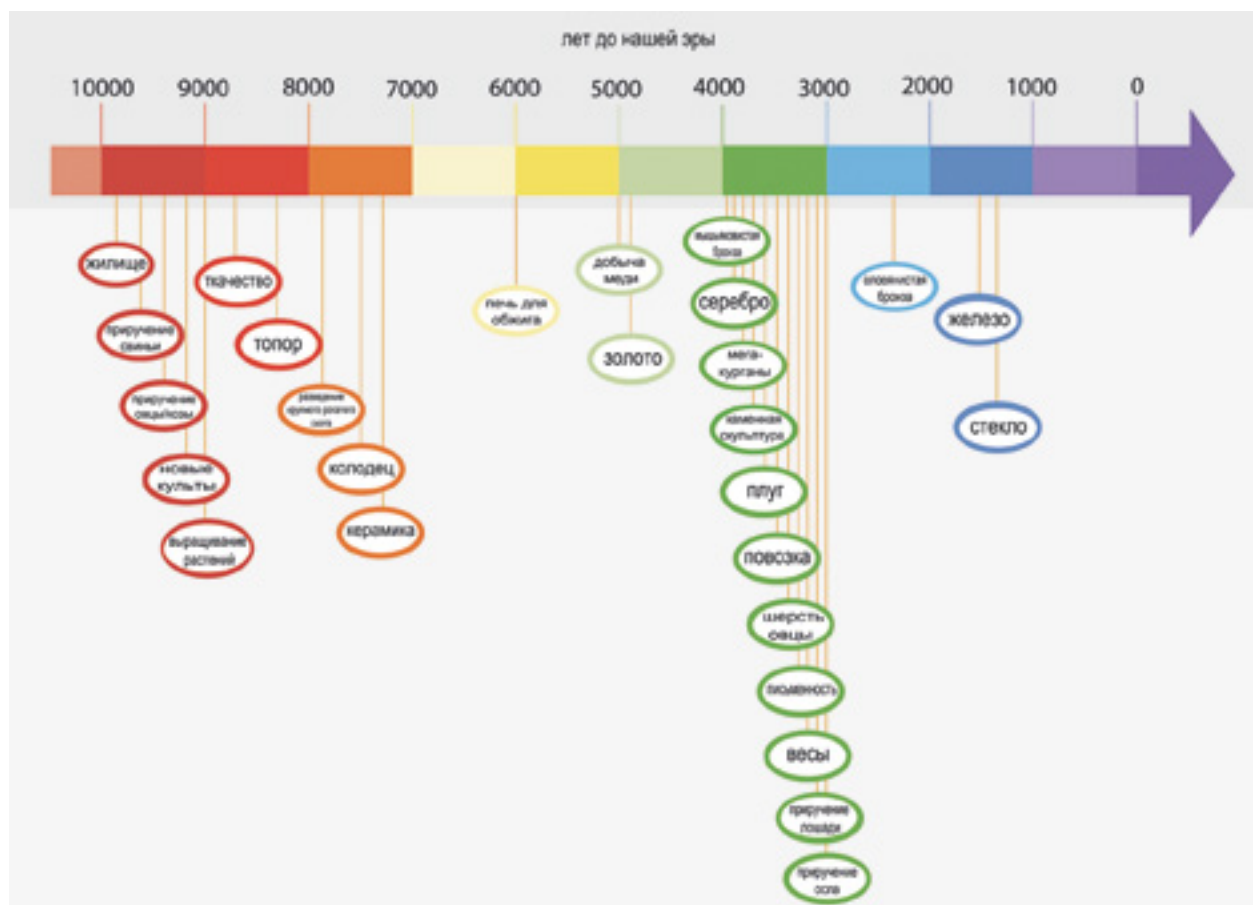 лет до нашей эры
10000 9000 8000 7000 6000 5000 4000 3000 2000 1000 0
жилище
приручение
свиньи
приручение
овцы/козы
новые
культы
выращивание
растений
ткачество
топор
разведение
крупного рогатого
скота
колодец
керамика
печь для
обжига
добыча
меди
золото
мышьяковистая
бронза
серебро
мега-
курганы
каменная
скульптура
плуг
повозка
шерсть
овцы
письменность
весы
приручение
лошади
приручение
осла
оловянистая
бронза
железо
стекло